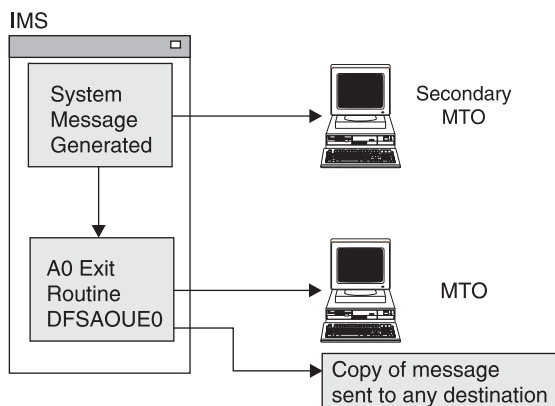 IMS
System
Message
Generated
Secondary
MTO
A0 Exit
Routine
DFSAOUE0
MTO
Copy of message
sent to any destination